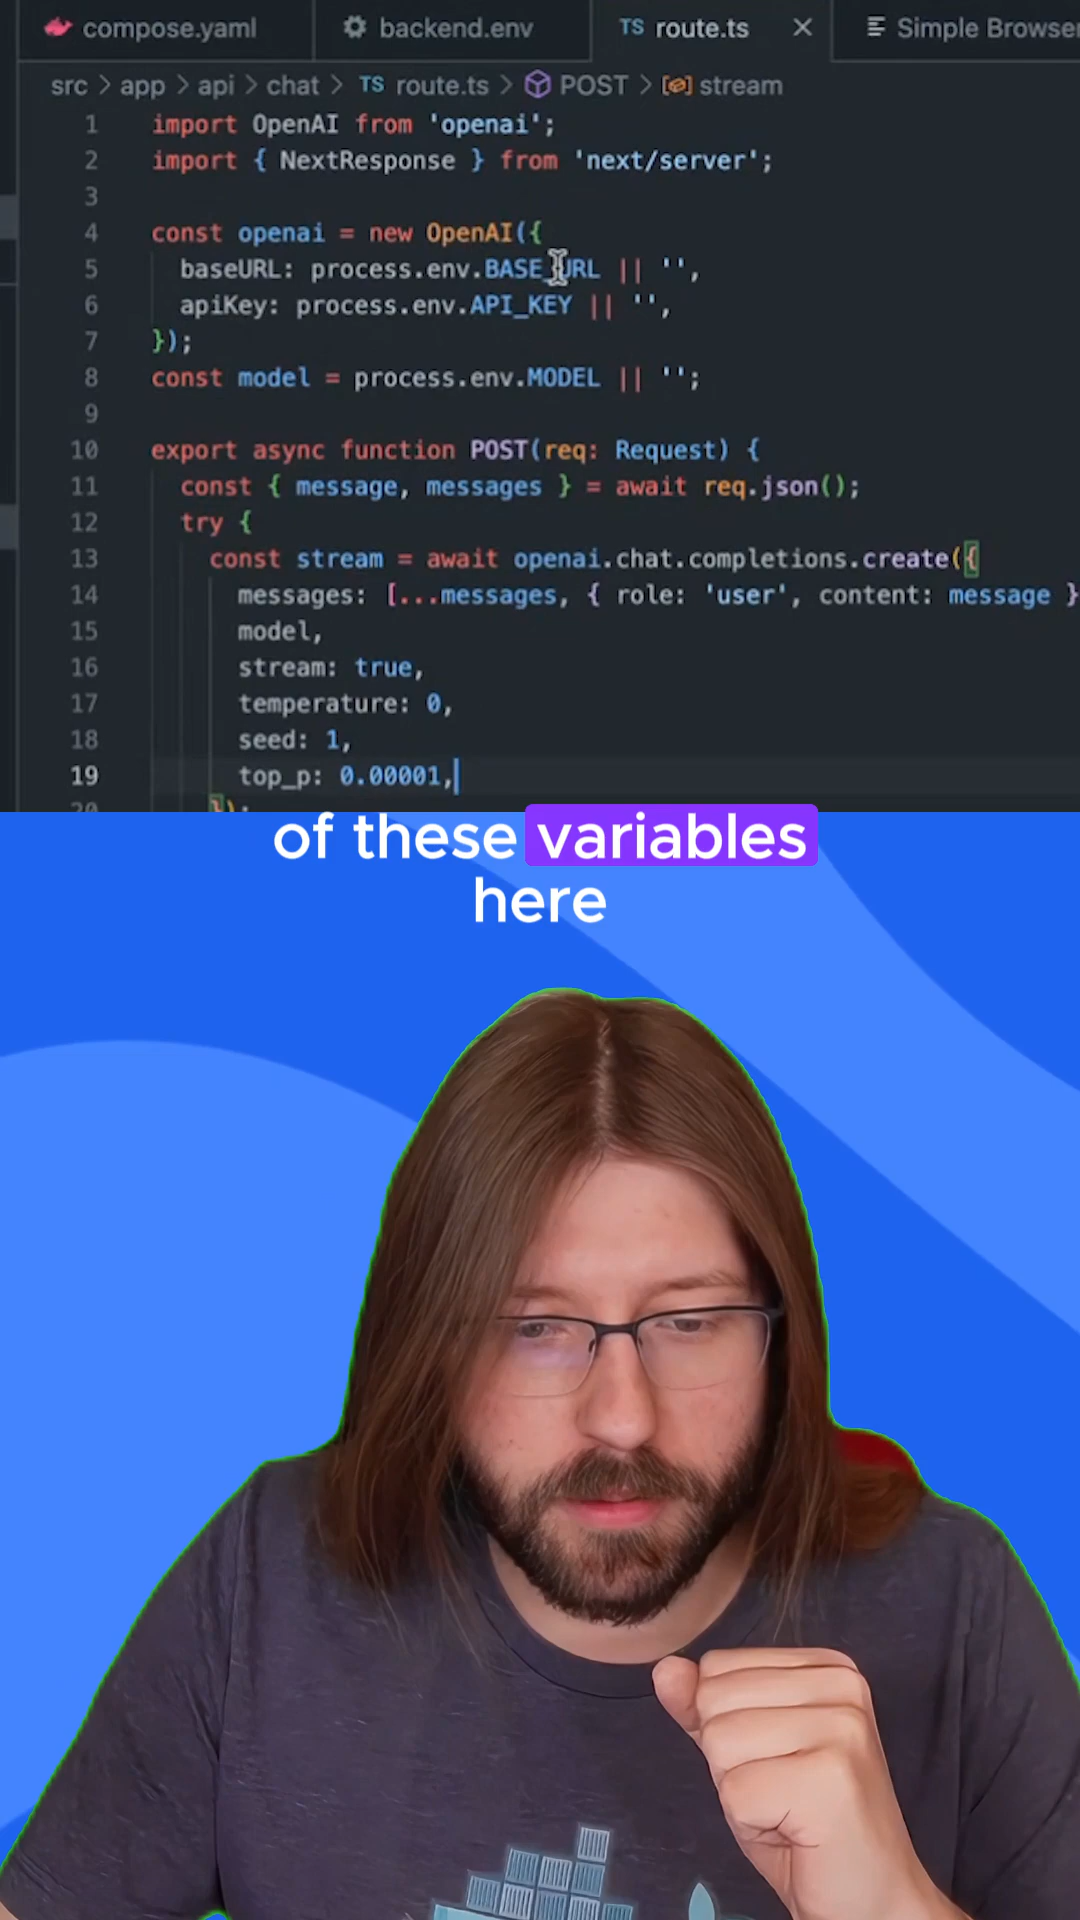 compose.yaml backend.env TS route.ts Simple Browser
src > app > api > chat > TS route.ts > POST > stream
1 import OpenAI from 'openai';
2 import { NextResponse } from 'next/server';
3
4 const openai = new OpenAI({
5 baseURL: process.env.BASE_URL || '',
6 apiKey: process.env.API_KEY || '',
7 });
8 const model = process.env.MODEL || '';
9
10 export async function POST(req: Request) {
11 const { message, messages } = await req.json();
12 try {
13 const stream = await openai.chat.completions.create({
14 messages: [...messages, { role: 'user', content: message }
15 model,
16 stream: true,
17 temperature: 0,
18 seed: 1,
19 top_p: 0.00001,
20 });
of these variables
here